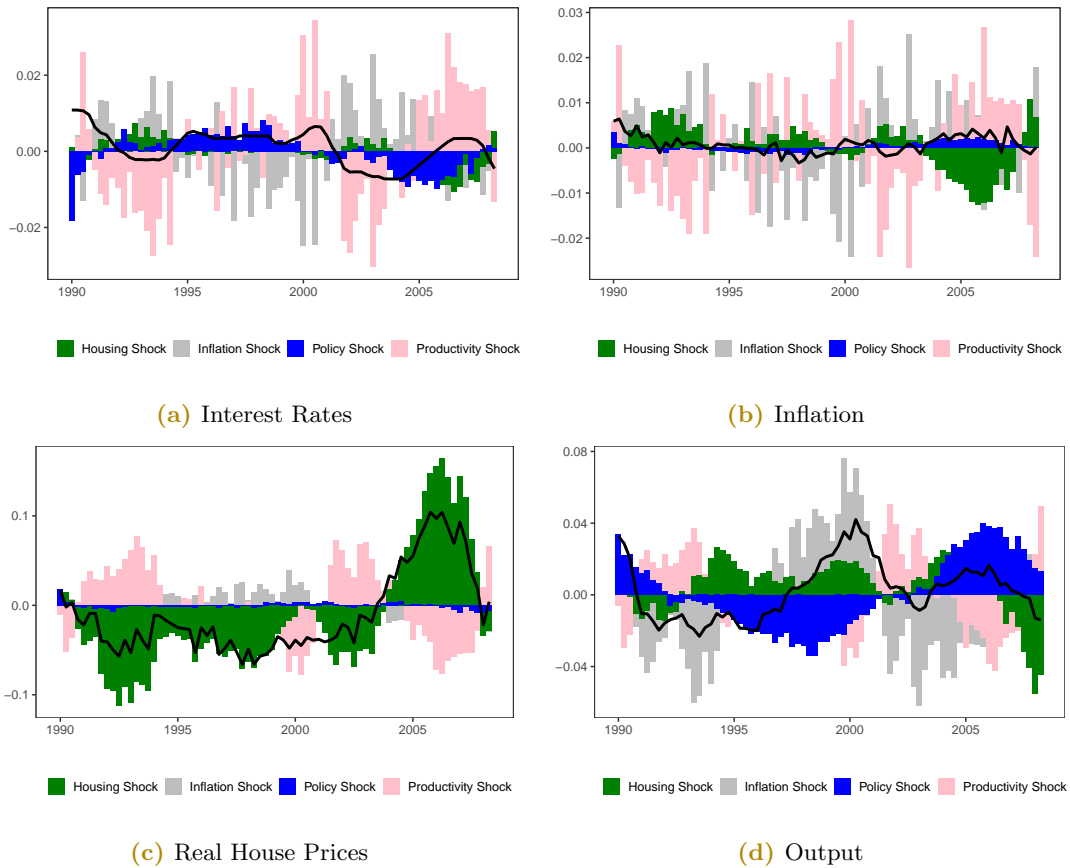 0.02
0.00
−0.02
1990 1995 2000 2005
Housing Shock Inflation Shock Policy Shock Productivity Shock
(a) Interest Rates
0.03
0.02
0.01
0.00
−0.01
−0.02
1990 1995 2000 2005
Housing Shock Inflation Shock Policy Shock Productivity Shock
(b) Inflation
0.1
0.0
−0.1
1990 1995 2000 2005
Housing Shock Inflation Shock Policy Shock Productivity Shock
(c) Real House Prices
0.08
0.04
0.00
−0.04
1990 1995 2000 2005
Housing Shock Inflation Shock Policy Shock Productivity Shock
(d) Output